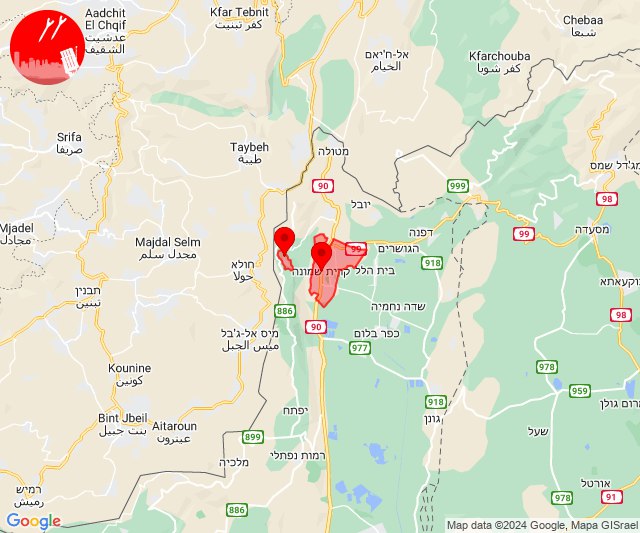 Aadchit
El Chqif
عدشيت
الشقيف
Kfar Tebnit
كفر تبنيت
Chebaa
شبعا
אל-ח'יאם
الخيام
Kfarchouba
كفر شوبا
Srifa
صريفا
Taybeh
طيبة
מטולה
מג'דל שמס
90
999
98
יובל
Mjadel
مجادل
Majdal Selm
مجدل سلم
דפנה
99
מסעדה
99
הגושרים
חולא
حولا
קרית שמונה
בית הלל
918
בוקעאתא
תבנין
تبنين
886
שדה נחמיה
98
90
מיס אל-ג'בל
ميس الجبل
כפר בלום
977
Kounine
كونين
978
959
918
מרום גולן
Bint Jbeil
بنت جبيل
Aitaroun
عيترون
יפתח
גונן
899
שעל
מלכיה
רמות נפתלי
רמיש
رميش
אורטל
978
91
886
Google
Map data ©2024 Google, Mapa GISrael